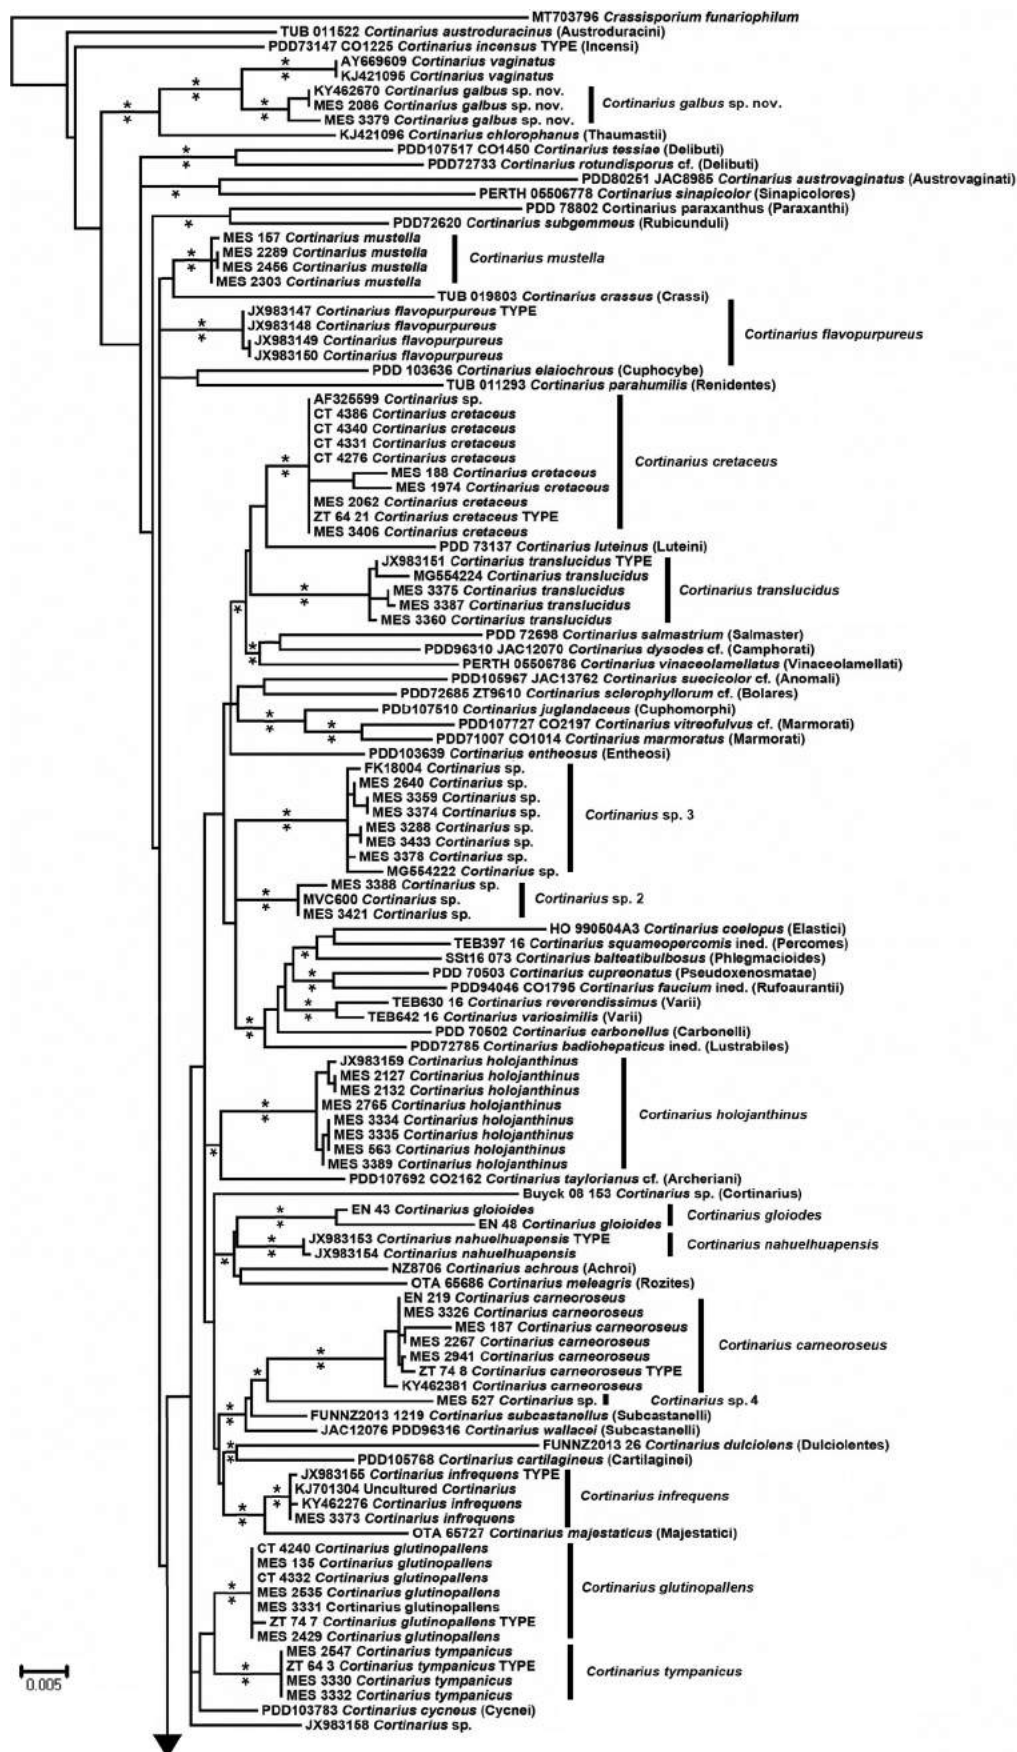 MT703796 Crassisporium funariophilum
TUB 011522 Cortinarius austroduracinus (Austroduracini)
PDD73147 CO1225 Cortinarius incensus TYPE (Incensi)
AY669609 Cortinarius vaginatus
KJ421095 Cortinarius vaginatus
KY462670 Cortinarius galbus sp. nov.
MES 2086 Cortinarius galbus sp. nov.
Cortinarius galbus sp. nov.
MES 3379 Cortinarius galbus sp. nov.
KJ421096 Cortinarius chlorophanus (Thaumastii)
PDD107517 CO1450 Cortinarius tessiae (Delibuti)
PDD72733 Cortinarius rotundisporus cf. (Delibuti)
PDD80251 JAC8985 Cortinarius austrovaginatus (Austrovaginati)
PERTH 05506778 Cortinarius sinapicolor (Sinapicolores)
PDD 78802 Cortinarius paraxanthus (Paraxanthi)
PDD72620 Cortinarius subgemmeus (Rubicunduli)
MES 157 Cortinarius mustella
MES 2289 Cortinarius mustella
Cortinarius mustella
MES 2456 Cortinarius mustella
MES 2303 Cortinarius mustella
TUB 019803 Cortinarius crassus (Crassi)
JX983147 Cortinarius flavopurpureus TYPE
JX983148 Cortinarius flavopurpureus
Cortinarius flavopurpureus
JX983149 Cortinarius flavopurpureus
JX983150 Cortinarius flavopurpureus
PDD 103636 Cortinarius elaiochrous (Cuphocybe)
TUB 011293 Cortinarius parahumilis (Renidentes)
AF325599 Cortinarius sp.
CT 4386 Cortinarius cretaceus
CT 4340 Cortinarius cretaceus
CT 4331 Cortinarius cretaceus
CT 4276 Cortinarius cretaceus
Cortinarius cretaceus
MES 188 Cortinarius cretaceus
MES 1974 Cortinarius cretaceus
MES 2062 Cortinarius cretaceus
ZT 64 21 Cortinarius cretaceus TYPE
MES 3406 Cortinarius cretaceus
PDD 73137 Cortinarius luteinus (Luteini)
JX983151 Cortinarius translucidus TYPE
MG554224 Cortinarius translucidus
MES 3375 Cortinarius translucidus
Cortinarius translucidus
MES 3387 Cortinarius translucidus
MES 3360 Cortinarius translucidus
PDD 72698 Cortinarius salmastrium (Salmaster)
PDD96310 JAC12070 Cortinarius dysodes cf. (Camphorati)
PERTH 05506786 Cortinarius vinaceolamellatus (Vinaceolamellati)
PDD105967 JAC13762 Cortinarius suecicolor cf. (Anomali)
PDD72685 ZT9610 Cortinarius sclerophyllorum cf. (Bolares)
PDD107510 Cortinarius juglandaceus (Cuphomorphi)
PDD107727 CO2197 Cortinarius vitreofulvus cf. (Marmorati)
PDD71007 CO1014 Cortinarius marmoratus (Marmorati)
PDD103639 Cortinarius entheosus (Entheosi)
FK18004 Cortinarius sp.
MES 2640 Cortinarius sp.
MES 3359 Cortinarius sp.
MES 3374 Cortinarius sp.
Cortinarius sp. 3
MES 3288 Cortinarius sp.
MES 3433 Cortinarius sp.
MES 3378 Cortinarius sp.
MG554222 Cortinarius sp.
MES 3388 Cortinarius sp.
MVC600 Cortinarius sp.
Cortinarius sp. 2
MES 3421 Cortinarius sp.
HO 990504A3 Cortinarius coelopus (Elastici)
TEB397 16 Cortinarius squameopercomis ined. (Percomes)
SSt16 073 Cortinarius balteatibulbosus (Phlegmacioides)
PDD 70503 Cortinarius cupreonatus (Pseudoxenosmatae)
PDD94046 CO1795 Cortinarius faucium ined. (Rufoaurantii)
TEB630 16 Cortinarius reverendissimus (Varii)
TEB642 16 Cortinarius variosimilis (Varii)
PDD 70502 Cortinarius carbonellus (Carbonelli)
PDD72785 Cortinarius badiohepaticus ined. (Lustrabiles)
JX983159 Cortinarius holojanthinus
MES 2127 Cortinarius holojanthinus
MES 2132 Cortinarius holojanthinus
MES 2765 Cortinarius holojanthinus
Cortinarius holojanthinus
MES 3334 Cortinarius holojanthinus
MES 3335 Cortinarius holojanthinus
MES 563 Cortinarius holojanthinus
MES 3389 Cortinarius holojanthinus
PDD107692 CO2162 Cortinarius taylorianus cf. (Archeriani)
Buyck 08 153 Cortinarius sp. (Cortinarius)
EN 43 Cortinarius gloioides
Cortinarius gloiodes
EN 48 Cortinarius gloioides
JX983153 Cortinarius nahuelhuapensis TYPE
Cortinarius nahuelhuapensis
JX983154 Cortinarius nahuelhuapensis
NZ8706 Cortinarius achrous (Achroi)
OTA 65686 Cortinarius meleagris (Rozites)
EN 219 Cortinarius carneoroseus
MES 3326 Cortinarius carneoroseus
MES 187 Cortinarius carneoroseus
MES 2267 Cortinarius carneoroseus
Cortinarius carneoroseus
MES 2941 Cortinarius carneoroseus
ZT 74 8 Cortinarius carneoroseus TYPE
KY462381 Cortinarius carneoroseus
MES 527 Cortinarius sp.
Cortinarius sp. 4
FUNNZ2013 1219 Cortinarius subcastanellus (Subcastanelli)
JAC12076 PDD96316 Cortinarius wallacei (Subcastanelli)
FUNNZ2013 26 Cortinarius dulciolens (Dulciolentes)
PDD105768 Cortinarius cartilagineus (Cartilaginei)
JX983155 Cortinarius infrequens TYPE
KJ701304 Uncultured Cortinarius
Cortinarius infrequens
KY462276 Cortinarius infrequens
MES 3373 Cortinarius infrequens
OTA 65727 Cortinarius majestaticus (Majestatici)
CT 4240 Cortinarius glutinopallens
MES 135 Cortinarius glutinopallens
CT 4332 Cortinarius glutinopallens
Cortinarius glutinopallens
MES 2535 Cortinarius glutinopallens
MES 3331 Cortinarius glutinopallens
ZT 74 7 Cortinarius glutinopallens TYPE
MES 2429 Cortinarius glutinopallens
MES 2547 Cortinarius tympanicus
ZT 64 3 Cortinarius tympanicus TYPE
Cortinarius tympanicus
MES 3330 Cortinarius tympanicus
MES 3332 Cortinarius tympanicus
PDD103783 Cortinarius cycneus (Cycnei)
JX983158 Cortinarius sp.
0.005